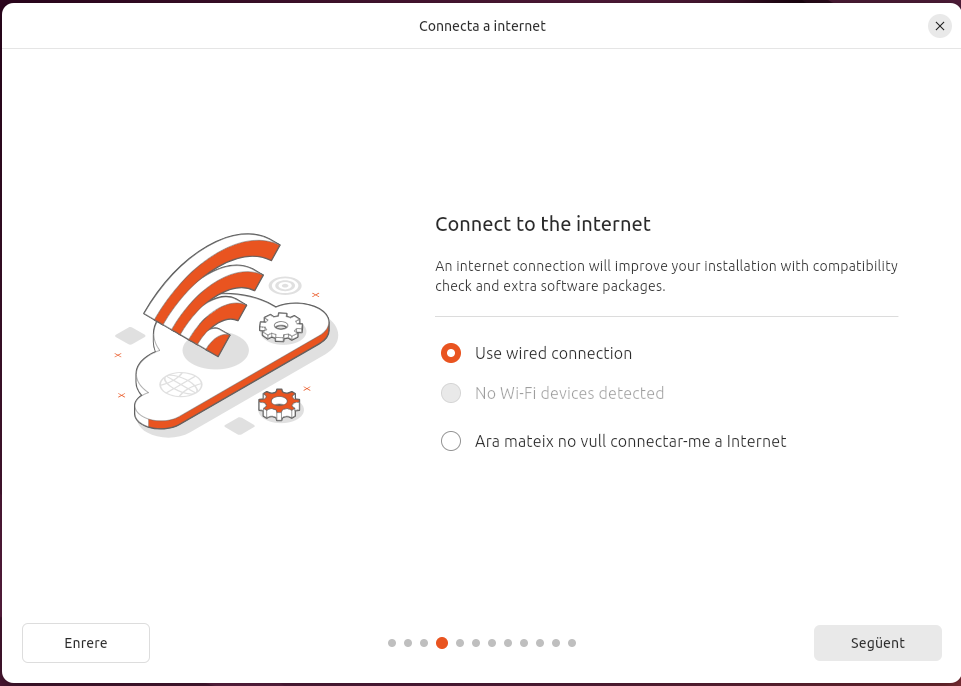 Connecta a internet
Connect to the internet
An internet connection will improve your installation with compatibility
check and extra software packages.
Use wired connection
No Wi-Fi devices detected
Ara mateix no vull connectar-me a Internet
Enrere
Següent